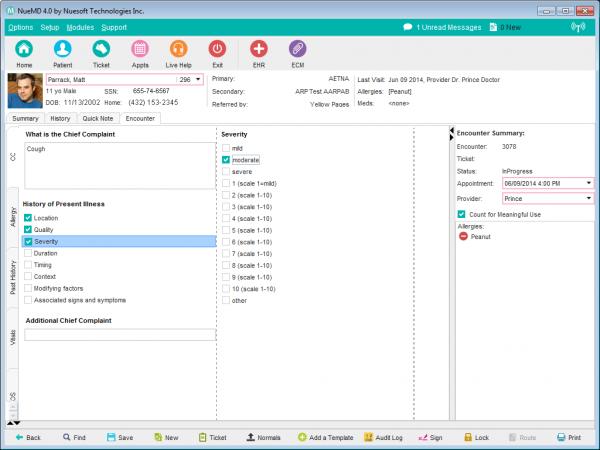 NueMD 4.0 by Nuesoft Technologies Inc.
Options Setup Modules Support 1 Unread Messages 0 New
Home Patient Ticket Appts Live Help Exit EHR ECM
Parrack, Matt 296
11 yo Male SSN: 655-74-8567
DOB: 11/13/2002 Home: (432) 153-2345
Primary: AETNA
Secondary: ARP Test AARPAB
Referred by: Yellow Pages
Last Visit: Jun 09 2014, Provider Dr. Prince Doctor
Allergies: [Peanut]
Meds: <none>
Summary History Quick Note Encounter
CC
Allergy
Past History
Vitals
What is the Chief Complaint
Cough
History of Present Illness
Location
Quality
Severity
Duration
Timing
Context
Modifying factors
Associated signs and symptoms
Additional Chief Complaint
Severity
mild
moderate
severe
1 (scale 1=mild)
2 (scale 1-10)
3 (scale 1-10)
4 (scale 1-10)
5 (scale 1-10)
6 (scale 1-10)
7 (scale 1-10)
8 (scale 1-10)
9 (scale 1-10)
10 (scale 1-10)
other
Encounter Summary:
Encounter: 3078
Ticket:
Status: InProgress
Appointment: 06/09/2014 4:00 PM
Provider: Prince
Count for Meaningful Use
Allergies:
Peanut
Back Find Save New Ticket Normals Add a Template Audit Log Sign Lock Route Print